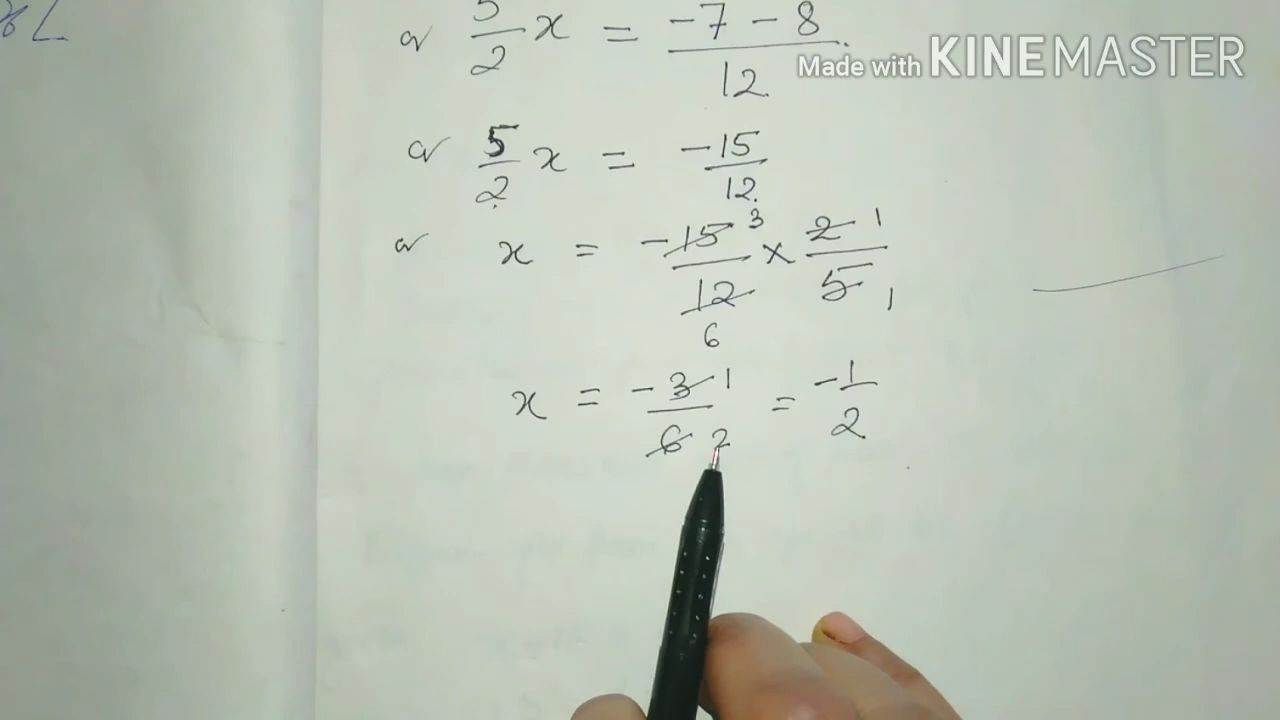 or 5/2 x = -7 - 8 / 12
Made with KINEMASTER
or 5/2 x = -15/12
or x = -15/12 3 6 × 2/5 1 1
x = -3/6 1 2 = -1/2